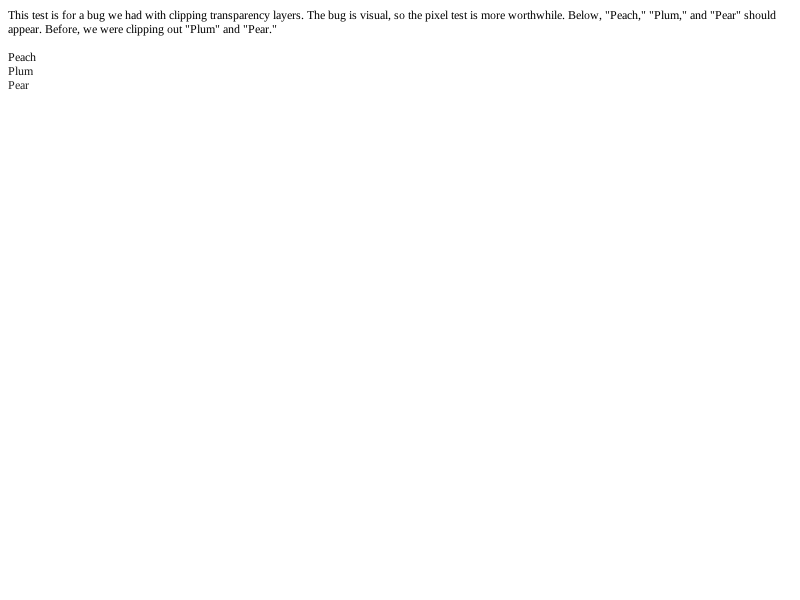 This test is for a bug we had with clipping transparency layers. The bug is visual, so the pixel test is more worthwhile. Below, "Peach," "Plum," and "Pear" should
appear. Before, we were clipping out "Plum" and "Pear."
Peach
Plum
Pear